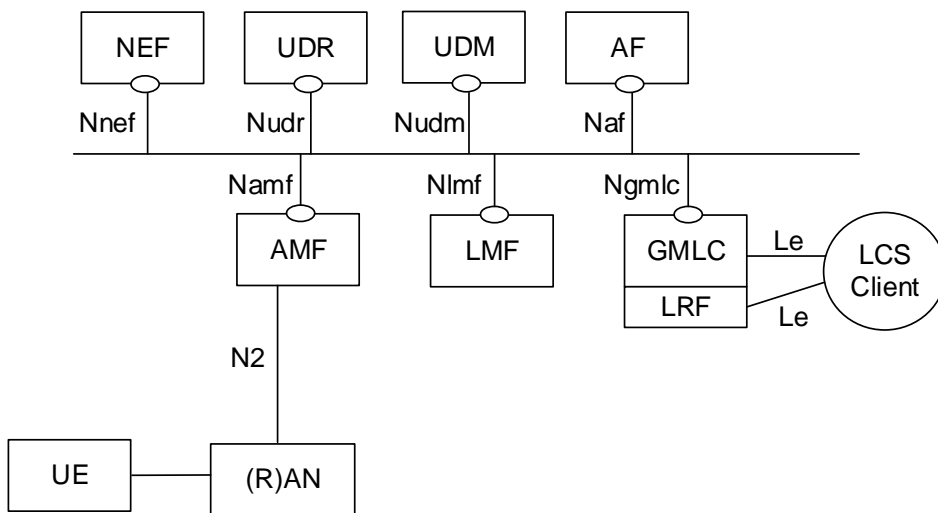 NEF
UDR
UDM
AF
Nnef
Nudr
Nudm
Naf
Namf
Nlmf
Ngmlc
AMF
LMF
GMLC
LRF
Le
Le
LCS
Client
N2
UE
(R)AN